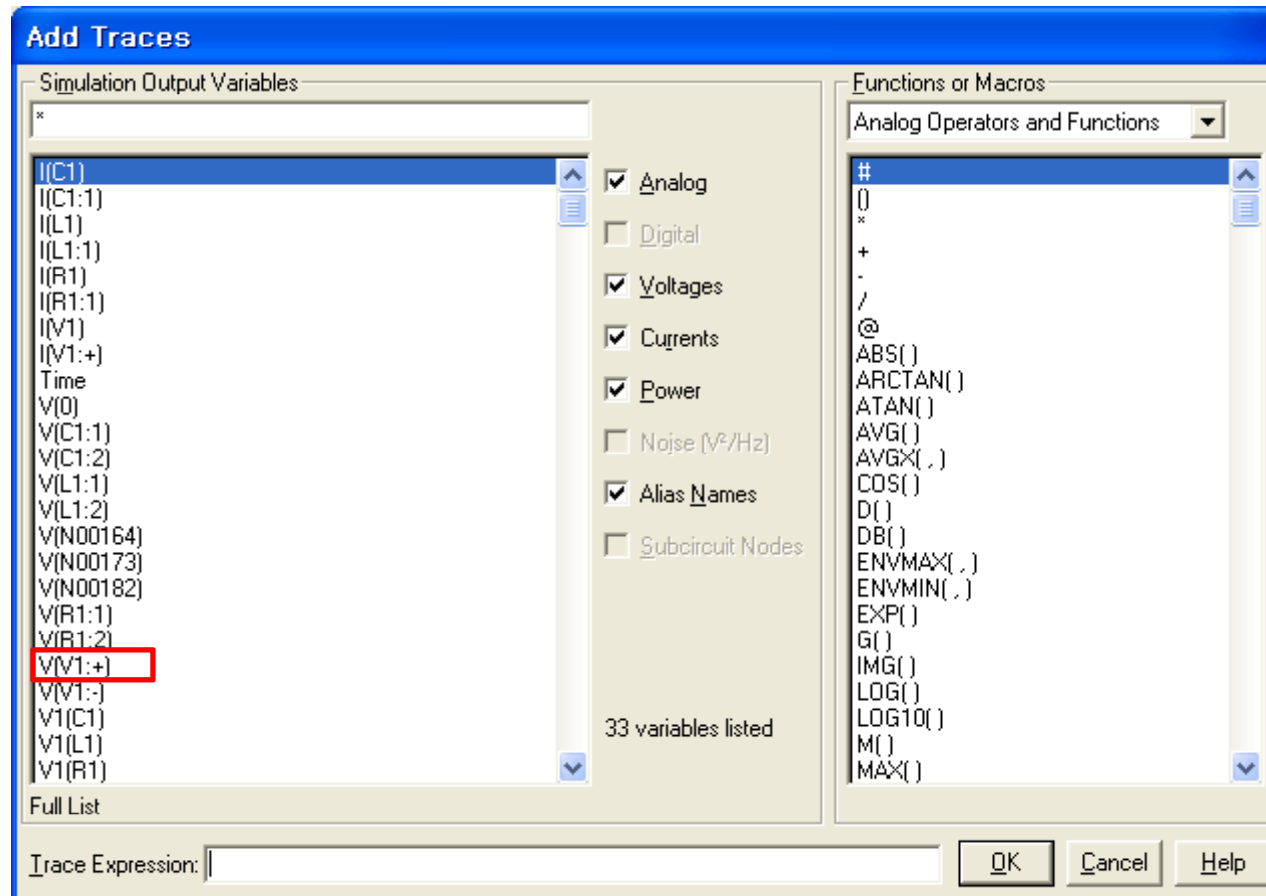 Add Traces
Simulation Output Variables
*
I(C1)
I(C1:1)
I(L1)
I(L1:1)
I(R1)
I(R1:1)
I(V1)
I(V1:+)
Time
V(0)
V(C1:1)
V(C1:2)
V(L1:1)
V(L1:2)
V(N00164)
V(N00173)
V(N00182)
V(R1:1)
V(R1:2)
V(V1:+)
V(V1:-)
V1(C1)
V1(L1)
V1(R1)
Full List
Analog
Digital
Voltages
Currents
Power
Noise (V²/Hz)
Alias Names
Subcircuit Nodes
33 variables listed
Functions or Macros
Analog Operators and Functions
#
()
*
+
-
/
@
ABS( )
ARCTAN( )
ATAN( )
AVG( )
AVGX( , )
COS( )
D( )
DB( )
ENVMAX( , )
ENVMIN( , )
EXP( )
G( )
IMG( )
LOG( )
LOG10( )
M( )
MAX( )
Trace Expression:
OK
Cancel
Help